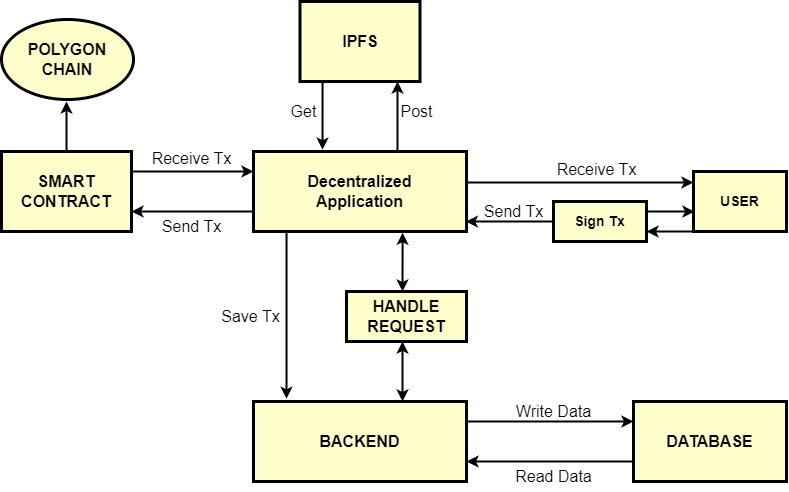 IPFS
POLYGON
CHAIN
Get
Post
Receive Tx
Receive Tx
SMART
CONTRACT
Decentralized
Application
USER
Send Tx
Sign Tx
Send Tx
HANDLE
REQUEST
Save Tx
Write Data
BACKEND
DATABASE
Read Data